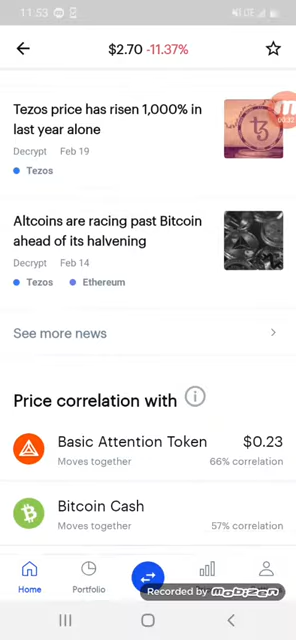 11:53
LTE
$2.70 -11.37%
Tezos price has risen 1,000% in
last year alone
Decrypt Feb 19
Tezos
00:33
Altcoins are racing past Bitcoin
ahead of its halvening
Decrypt Feb 14
Tezos Ethereum
See more news
Price correlation with
Basic Attention Token $0.23
Moves together 66% correlation
Bitcoin Cash
Moves together 57% correlation
Home Portfolio
Recorded by mobizen